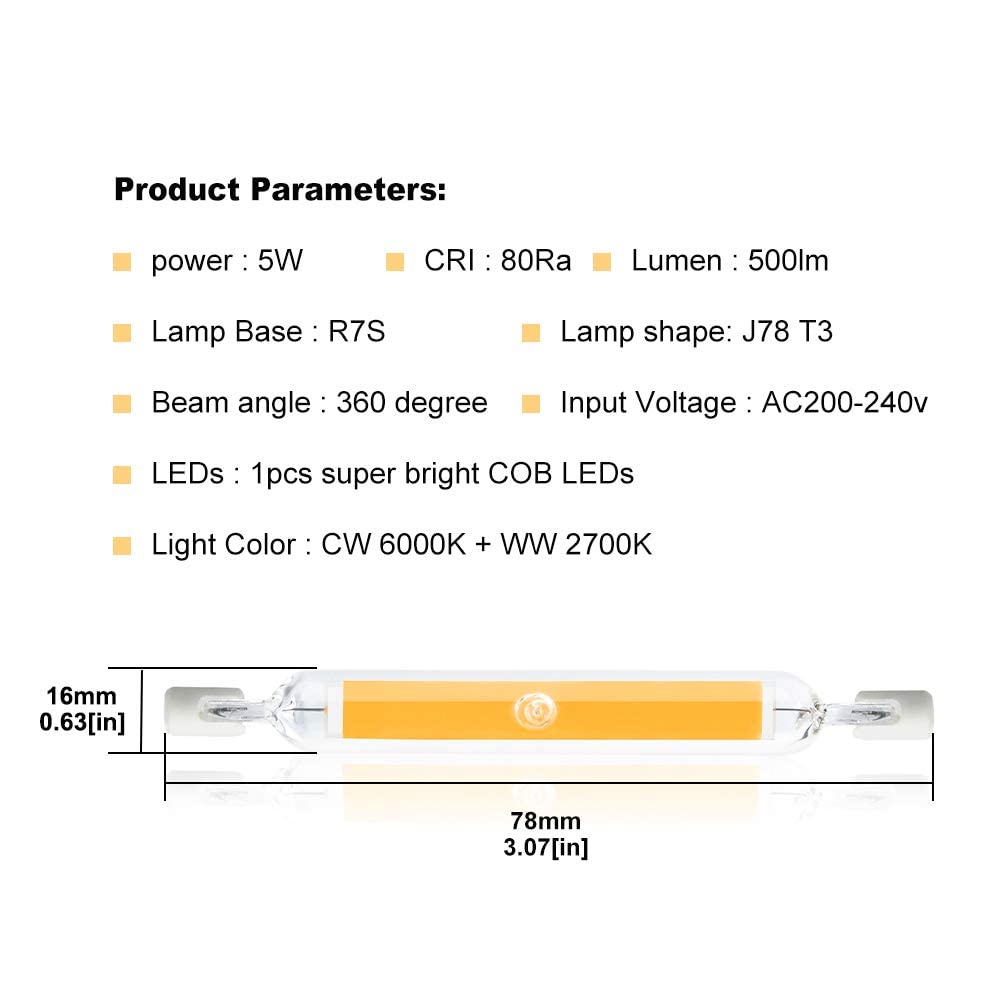 Product Parameters:
power : 5W
CRI : 80Ra
Lumen : 500lm
Lamp Base : R7S
Lamp shape: J78 T3
Beam angle : 360 degree
Input Voltage : AC200-240v
LEDs : 1pcs super bright COB LEDs
Light Color : CW 6000K + WW 2700K
16mm
0.63[in]
78mm
3.07[in]